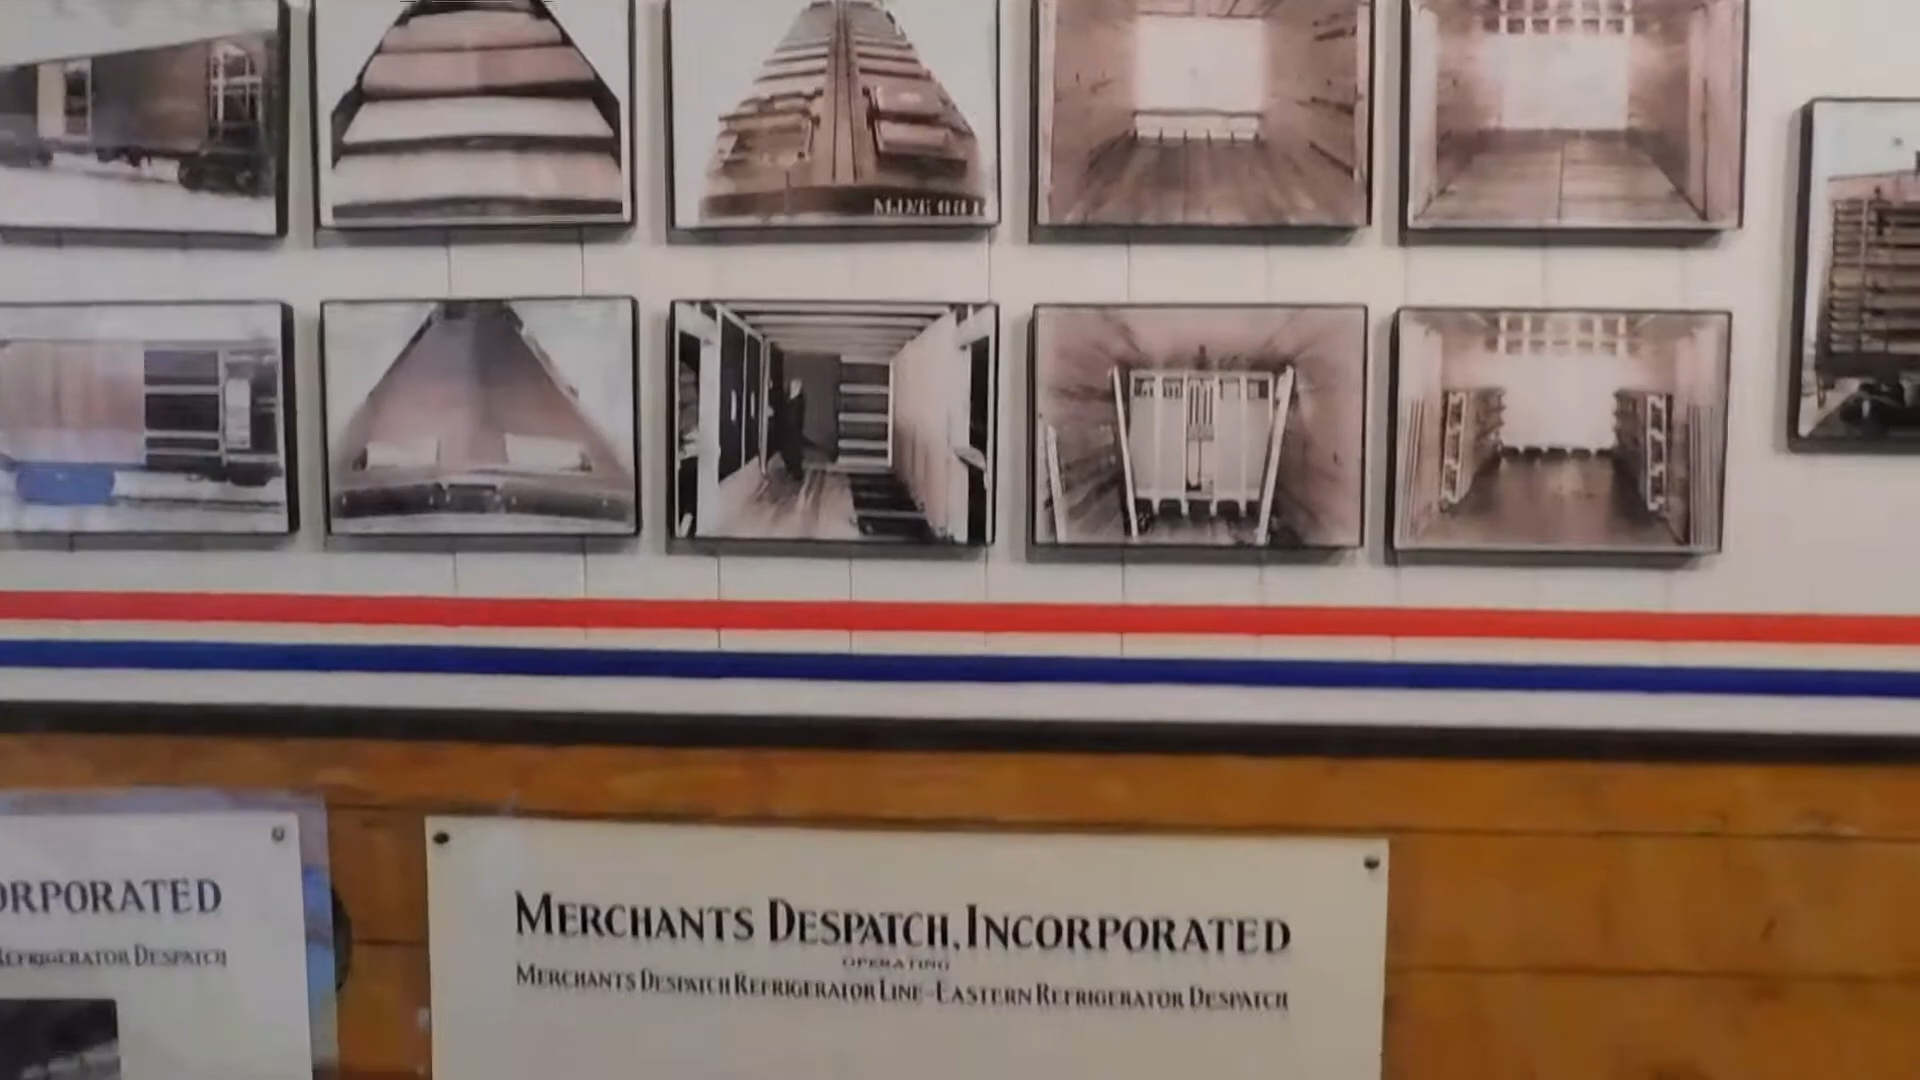 ORPORATED
REFRIGERATOR DESPATCH
MERCHANTS DESPATCH, INCORPORATED
OPERATING
MERCHANTS DESPATCH REFRIGERATOR LINE-EASTERN REFRIGERATOR DESPATCH